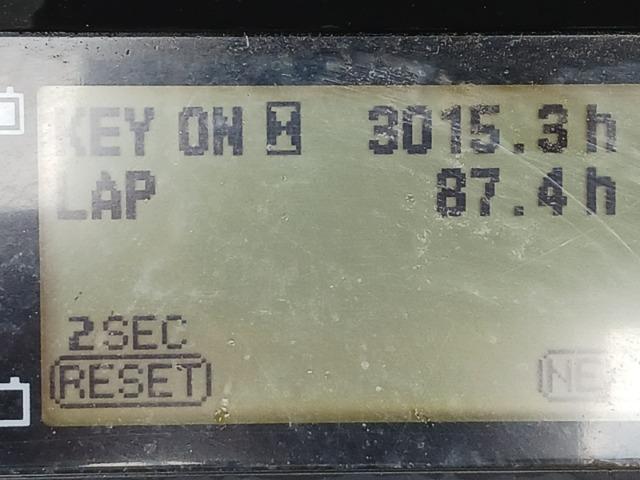 KEY ON 3015.3h
LAP 87.4h
2SEC
RESET